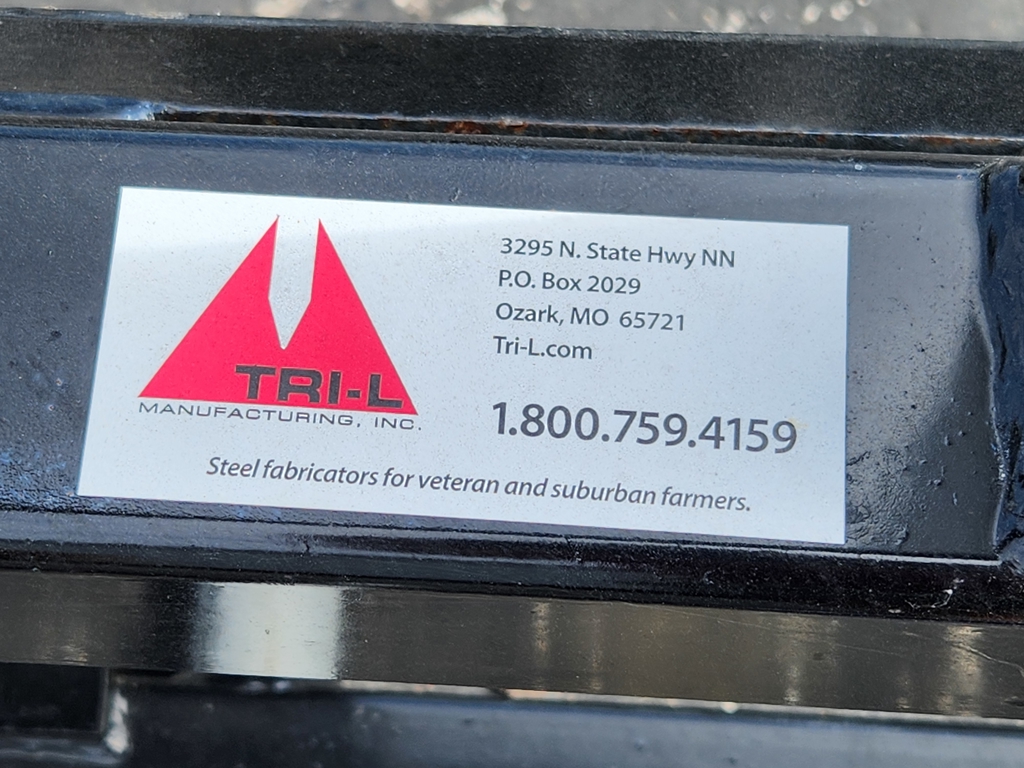 TRI-L
MANUFACTURING, INC.
3295 N. State Hwy NN
P.O. Box 2029
Ozark, MO 65721
Tri-L.com
1.800.759.4159
Steel fabricators for veteran and suburban farmers.